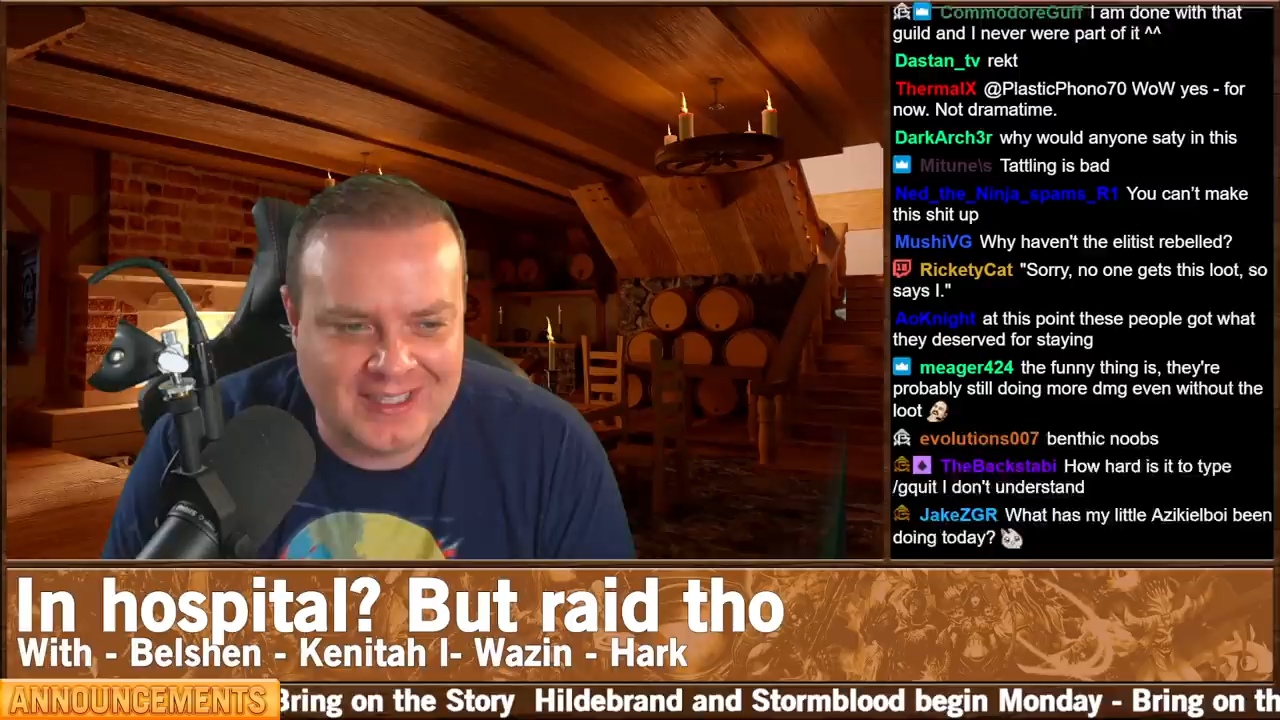 CommodoreGuff I am done with that
guild and I never were part of it ^^
Dastan_tv rekt
ThermalX @PlasticPhono70 WoW yes - for
now. Not dramatime.
DarkArch3r why would anyone saty in this
Mitune\s Tattling is bad
Ned_the_Ninja_spams_R1 You can't make
this shit up
MushiVG Why haven't the elitist rebelled?
RicketyCat "Sorry, no one gets this loot, so
says I."
AoKnight at this point these people got what
they deserved for staying
meager424 the funny thing is, they're
probably still doing more dmg even without the
loot
evolutions007 benthic noobs
TheBackstabi How hard is it to type
/gquit I don't understand
JakeZGR What has my little Azikielboi been
doing today?
In hospital? But raid tho
With - Belshen - Kenitah I- Wazin - Hark
ANNOUNCEMENTS Bring on the Story Hildebrand and Stormblood begin Monday - Bring on th